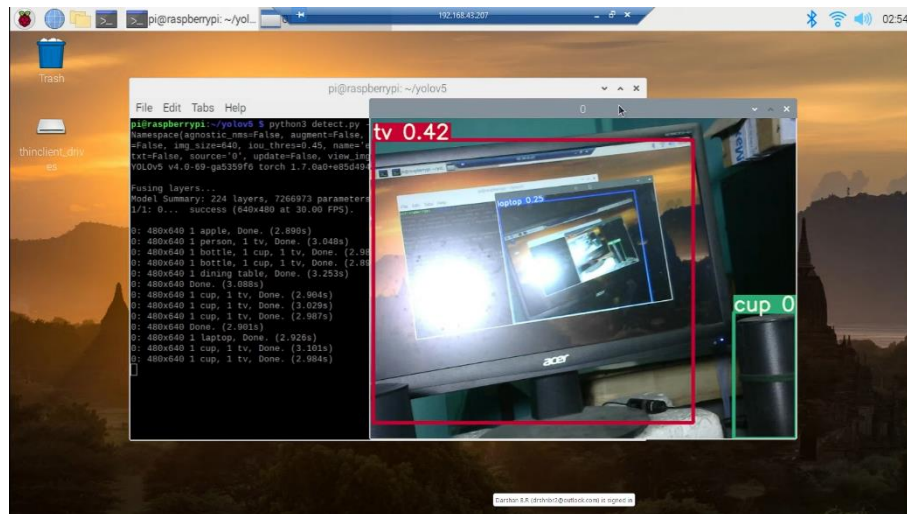 pi@raspberrypi: ~/yol...
192.168.43.207
02:54
Trash
thinclient_driv
es
pi@raspberrypi: ~/yolov5
File Edit Tabs Help
0
pi@raspberrypi:~/yolov5 $ python3 detect.py
Namespace(agnostic_nms=False, augment=False,
=False, img_size=640, iou_thres=0.45, name='e
txt=False, source='0', update=False, view_img
YOLOv5 v4.0-69-ga5359f6 torch 1.7.0a0+e85d494
Fusing layers...
Model Summary: 224 layers, 7266973 parameters
1/1: 0... success (640x480 at 30.00 FPS).
0: 480x640 1 apple, Done. (2.890s)
0: 480x640 1 person, 1 tv, Done. (3.048s)
0: 480x640 1 bottle, 1 cup, 1 tv, Done. (2.98
0: 480x640 1 bottle, 1 cup, 1 tv, Done. (2.89
0: 480x640 1 dining table, Done. (3.253s)
0: 480x640 Done. (3.088s)
0: 480x640 1 cup, 1 tv, Done. (2.904s)
0: 480x640 1 cup, 1 tv, Done. (3.029s)
0: 480x640 1 cup, 1 tv, Done. (2.987s)
0: 480x640 Done. (2.901s)
0: 480x640 1 laptop, Done. (2.926s)
0: 480x640 1 cup, 1 tv, Done. (3.101s)
0: 480x640 1 cup, 1 tv, Done. (2.984s)
tv 0.42
laptop 0.25
cup 0
acer
is signed in